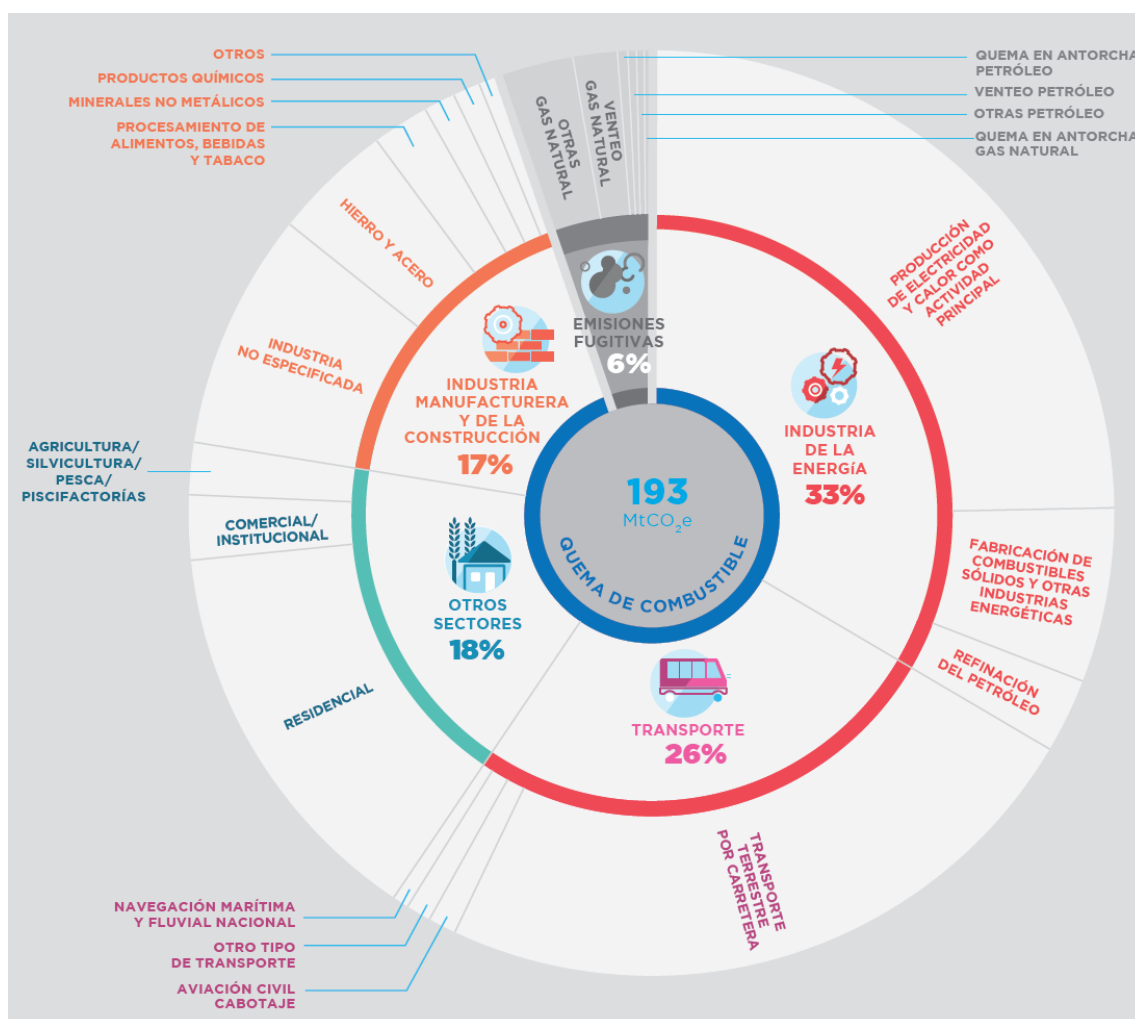 OTROS
PRODUCTOS QUÍMICOS
MINERALES NO METÁLICOS
PROCESAMIENTO DE
ALIMENTOS, BEBIDAS
Y TABACO
HIERRO Y ACERO
INDUSTRIA
NO ESPECIFICADA
OTRAS
GAS NATURAL
VENTEO
GAS NATURAL
QUEMA EN ANTORCHA
PETRÓLEO
VENTEO PETRÓLEO
OTRAS PETRÓLEO
QUEMA EN ANTORCHA
GAS NATURAL
EMISIONES
FUGITIVAS
6%
INDUSTRIA
MANUFACTURERA
Y DE LA
CONSTRUCCIÓN
17%
PRODUCCIÓN
DE ELECTRICIDAD
Y CALOR COMO
ACTIVIDAD
PRINCIPAL
INDUSTRIA
DE LA
ENERGíA
33%
193
MtCO₂e
QUEMA DE COMBUSTIBLE
AGRICULTURA/
SILVICULTURA/
PESCA/
PISCIFACTORÍAS
COMERCIAL/
INSTITUCIONAL
OTROS
SECTORES
18%
RESIDENCIAL
FABRICACIÓN DE
COMBUSTIBLES
SÓLIDOS Y OTRAS
INDUSTRIAS
ENERGÉTICAS
REFINACIÓN
DEL PETRÓLEO
TRANSPORTE
26%
TRANSPORTE
TERRESTRE
POR CARRETERA
NAVEGACIÓN MARÍTIMA
Y FLUVIAL NACIONAL
OTRO TIPO
DE TRANSPORTE
AVIACIÓN CIVIL
CABOTAJE